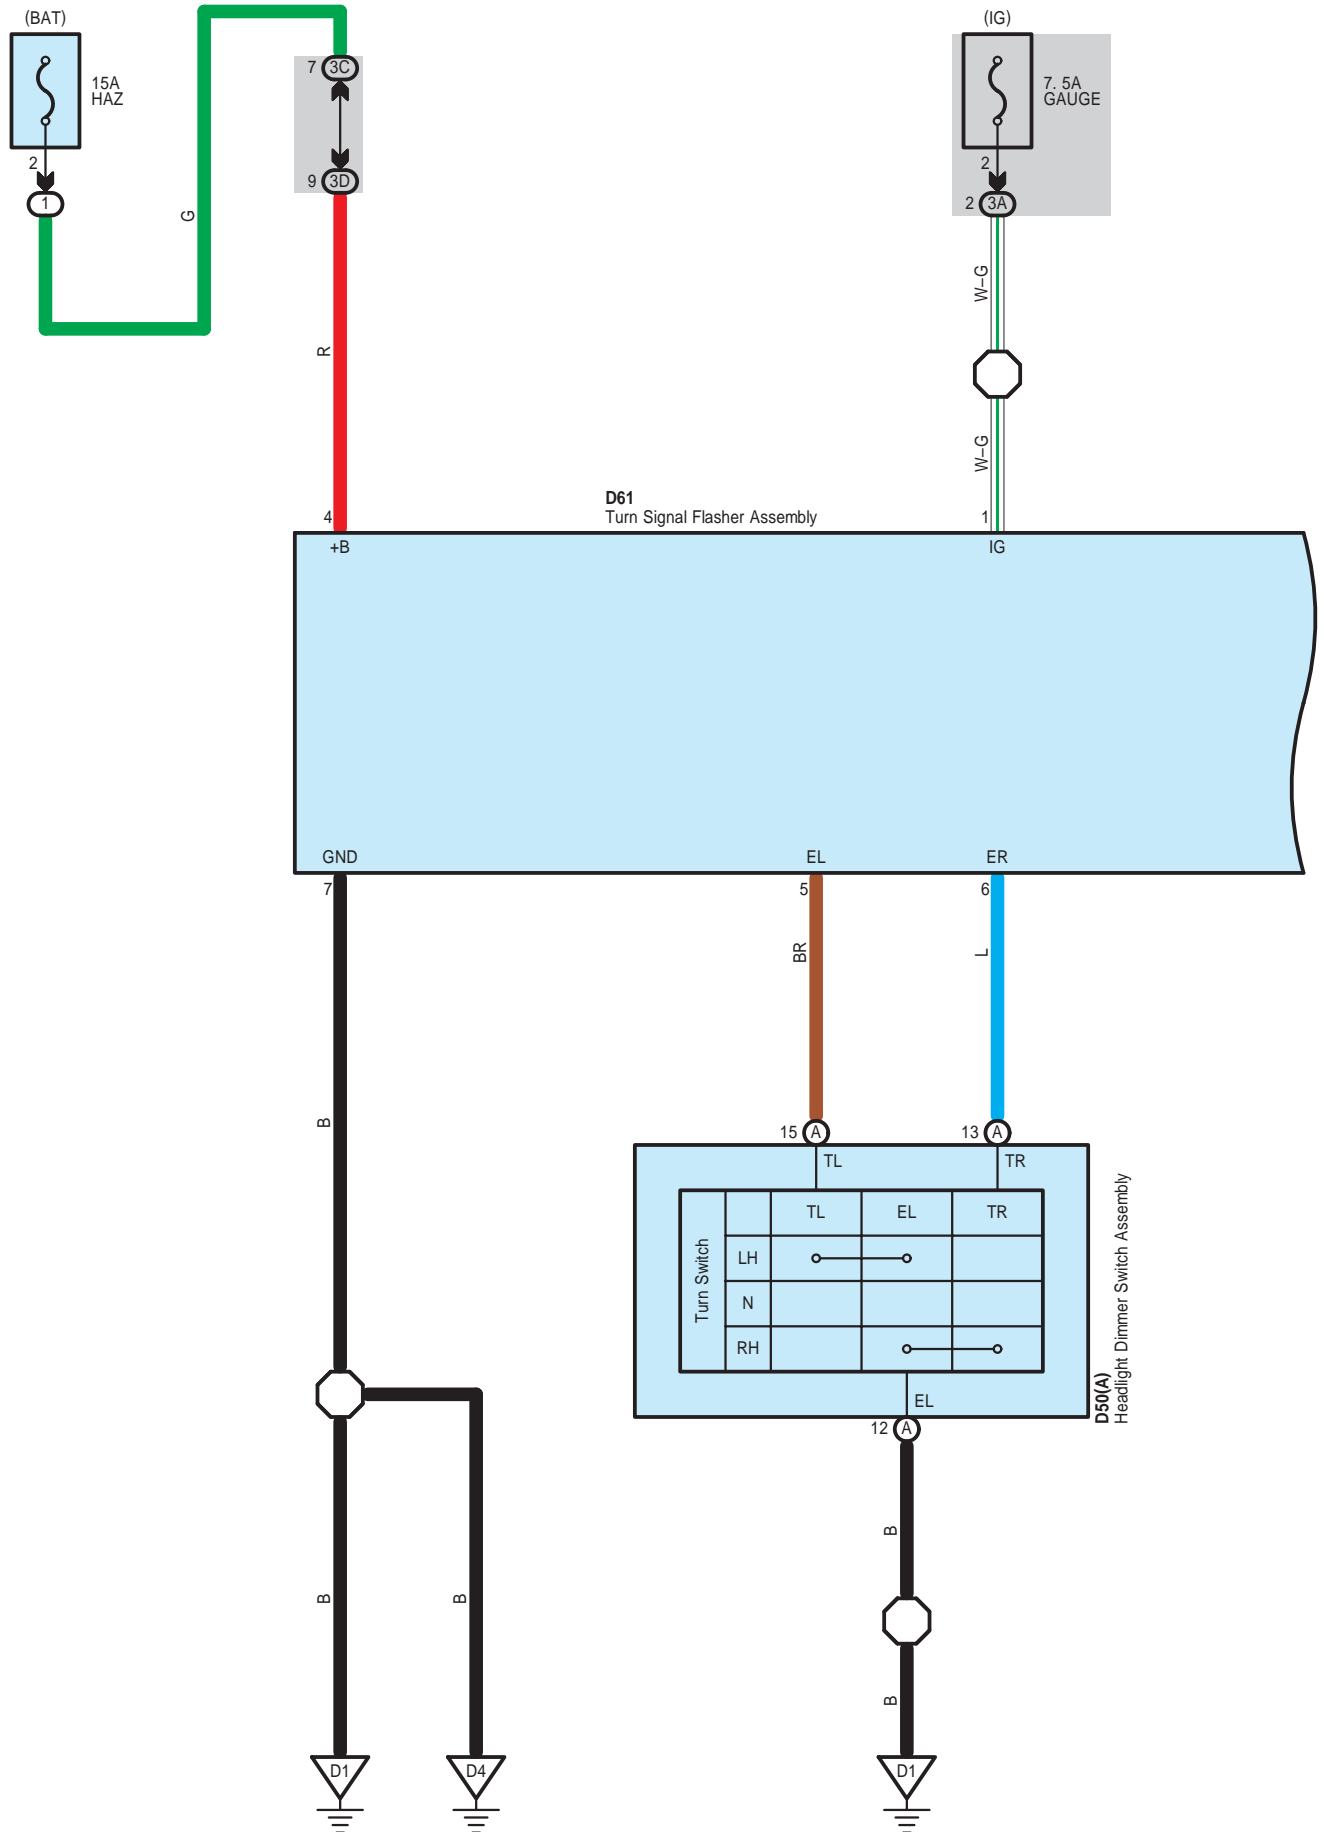 (BAT)
15A
HAZ
2
1
G
7 3C
9 3D
R
(IG)
7. 5A
GAUGE
2
2 3A
W–G
W–G
D61
Turn Signal Flasher Assembly
4
1
+B
IG
GND
EL
ER
7
5
6
BR
L
B
15 A
13 A
TL
TR
Turn Switch
TL EL TR
LH
N
RH
EL
12 A
D50(A)
Headlight Dimmer Switch Assembly
B
B
B
B
D1
D4
D1